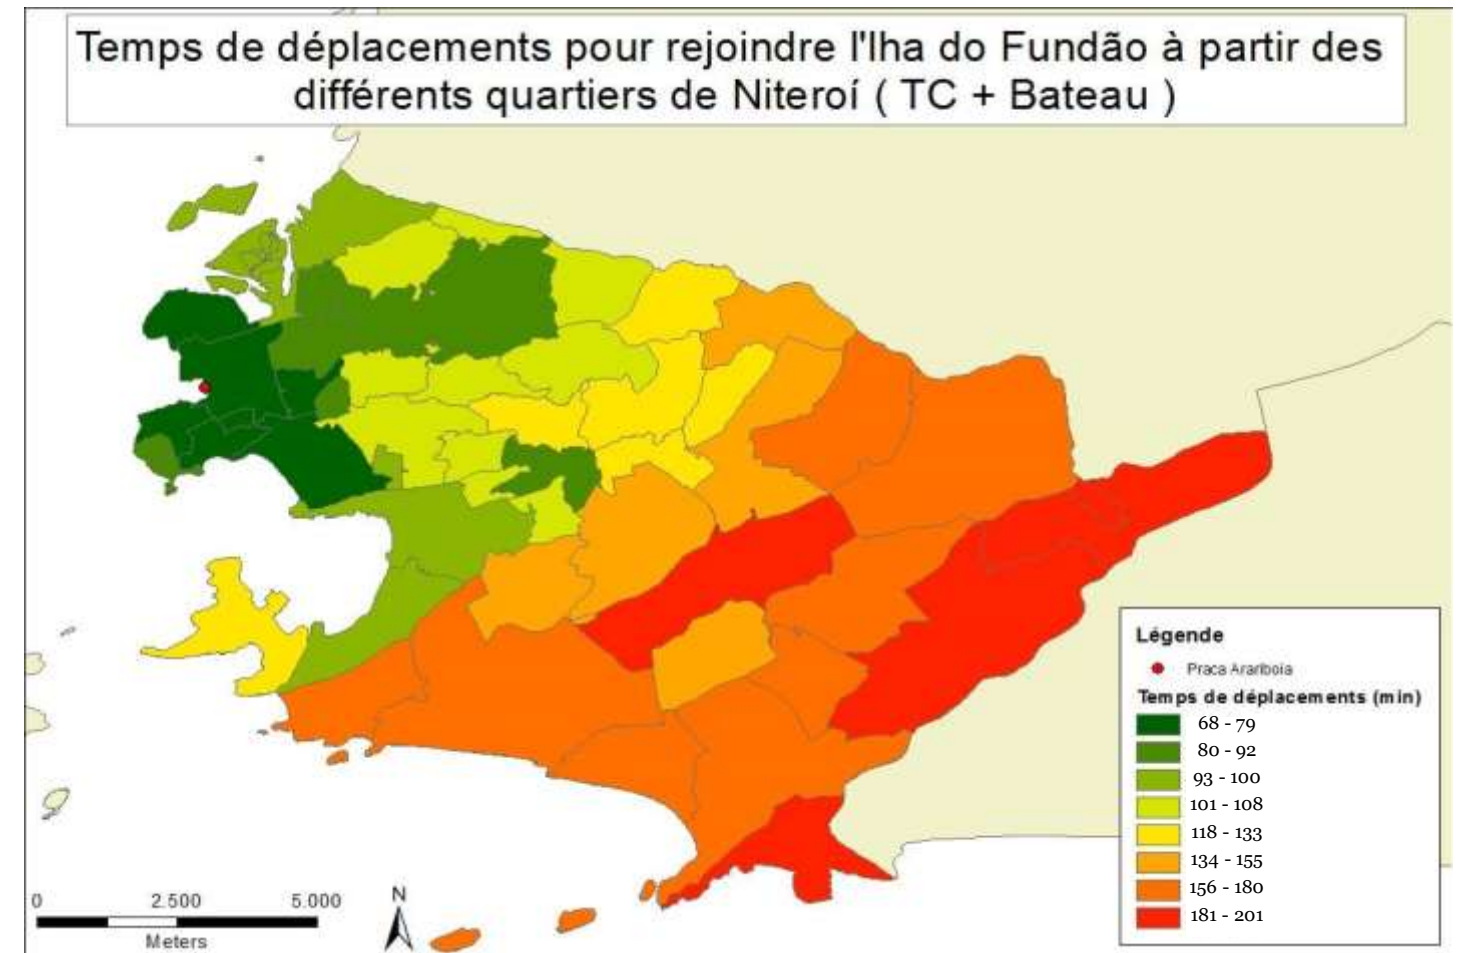 Temps de déplacements pour rejoindre l'Iha do Fundão à partir des
différents quartiers de Niteroí ( TC + Bateau )
Légende
Praca Arariboia
Temps de déplacements (min)
68 - 79
80 - 92
93 - 100
101 - 108
118 - 133
134 - 155
156 - 180
181 - 201
0 2.500 5.000
Meters
N